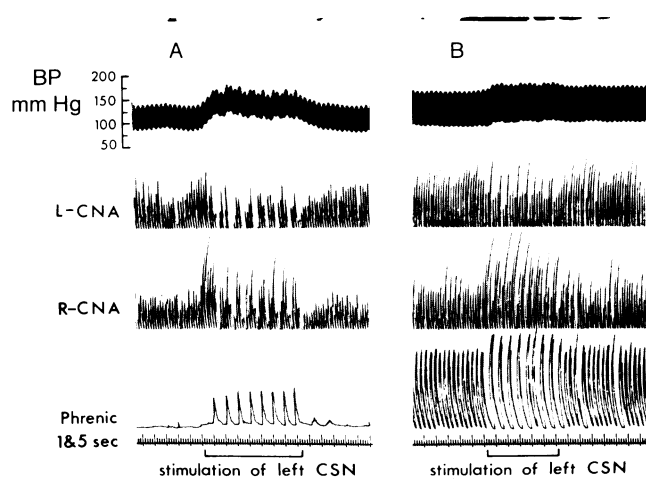 A B
BP
mm Hg
200
150
100
50
L-CNA
R-CNA
Phrenic
1&5 sec
stimulation of left CSN stimulation of left CSN